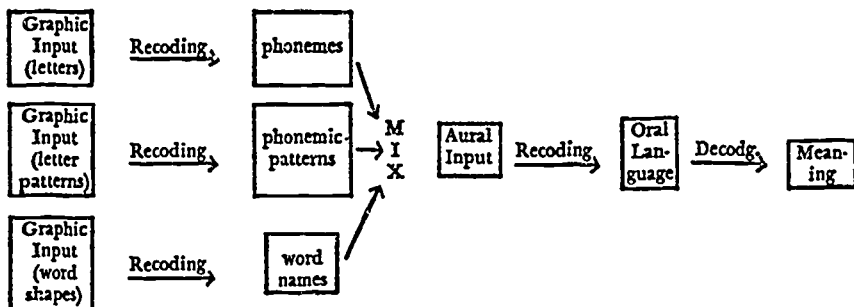 Graphic
Input
(letters)
Recoding
phonemes
Graphic
Input
(letter
patterns)
Recoding
phonemic-
patterns
Graphic
Input
(word
shapes)
Recoding
word
names
M
I
X
Aural
Input
Recoding
Oral
Lan-
guage
Decodg.
Mean-
ing